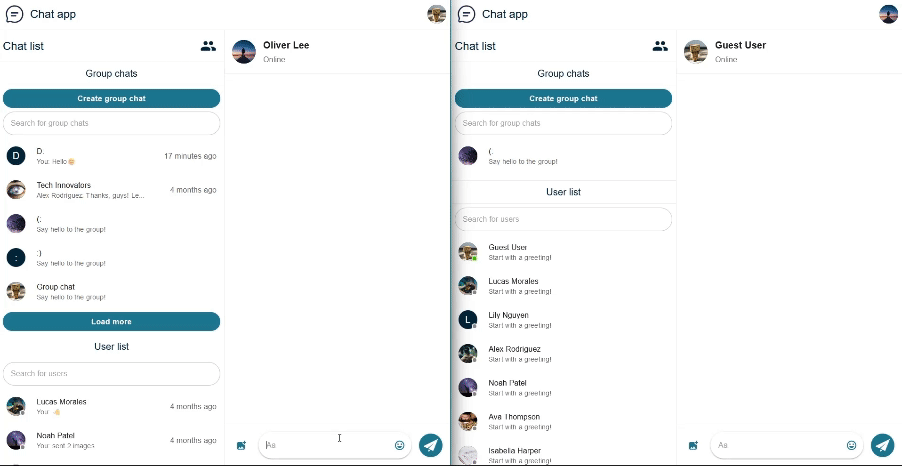 Chat app
Chat list
Group chats
Create group chat
Search for group chats
D
D.
You: Hello
17 minutes ago
Tech Innovators
Alex Rodriguez: Thanks, guys! Le...
4 months ago
(:
Say hello to the group!
:
:)
Say hello to the group!
Group chat
Say hello to the group!
Load more
User list
Search for users
Lucas Morales
You:
4 months ago
Noah Patel
You: sent 2 images
4 months ago
Oliver Lee
Online
Aa
Chat app
Chat list
Group chats
Create group chat
Search for group chats
(.
Say hello to the group!
User list
Search for users
Guest User
Start with a greeting!
Lucas Morales
Start with a greeting!
L
Lily Nguyen
Start with a greeting!
Alex Rodriguez
Start with a greeting!
Noah Patel
Start with a greeting!
Ava Thompson
Start with a greeting!
Isabella Harper
Start with a greeting!
Guest User
Online
Aa